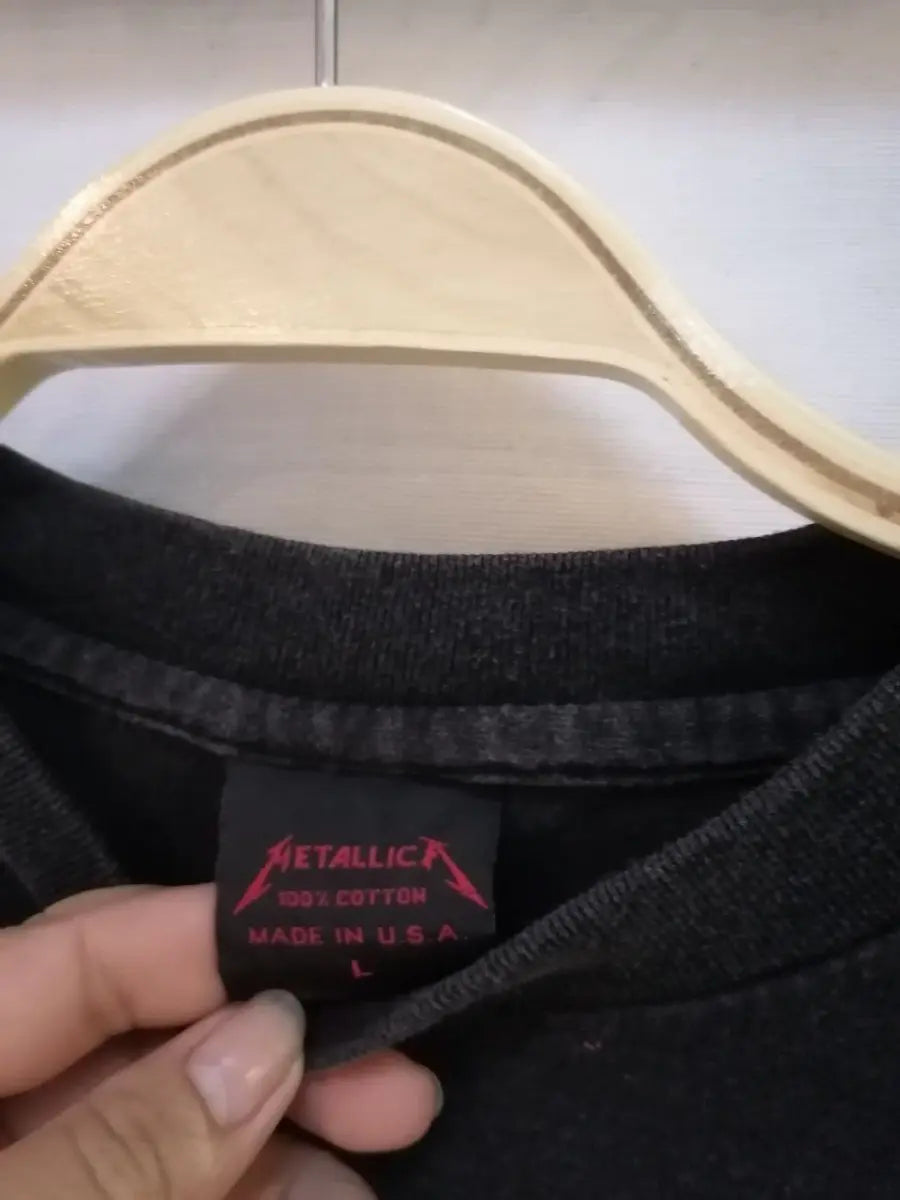 METALLICA
100% COTTON
MADE IN U.S.A.
L